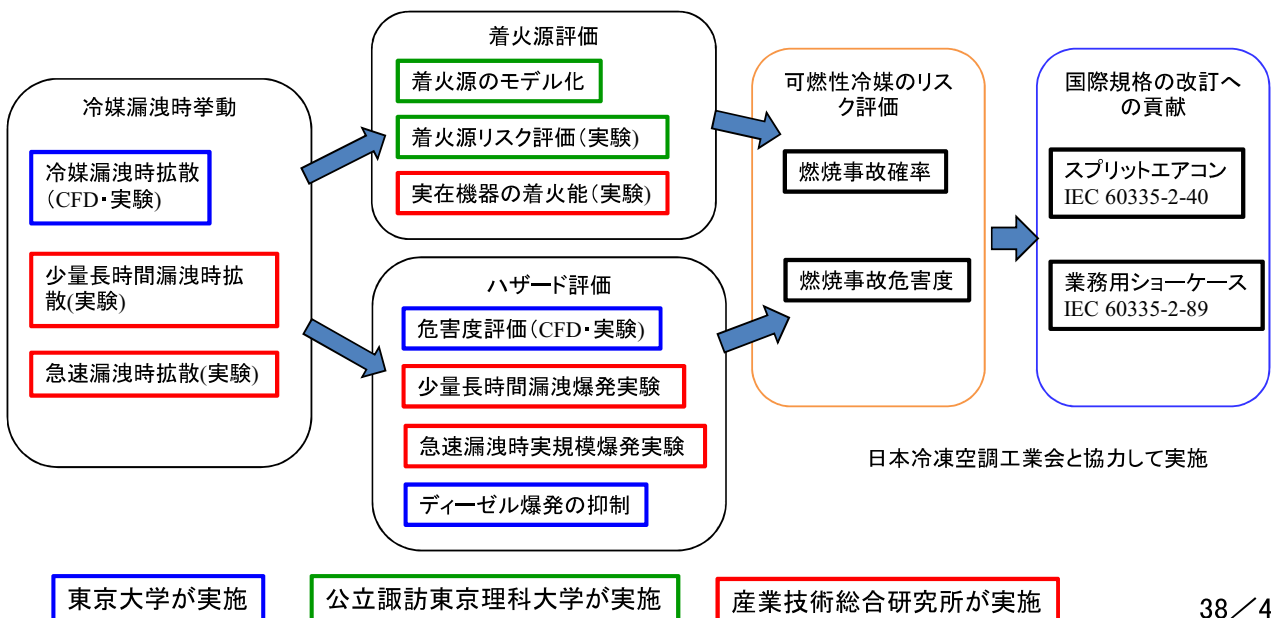 冷媒漏洩時挙動
冷媒漏洩時拡散
（CFD・実験）
少量長時間漏洩時拡
散(実験)
急速漏洩時拡散(実験)
着火源評価
着火源のモデル化
着火源リスク評価（実験）
実在機器の着火能（実験）
ハザード評価
危害度評価（CFD・実験）
少量長時間漏洩爆発実験
急速漏洩時実規模爆発実験
ディーゼル爆発の抑制
可燃性冷媒のリス
ク評価
燃焼事故確率
燃焼事故危害度
国際規格の改訂へ
の貢献
スプリットエアコン
IEC 60335-2-40
業務用ショーケース
IEC 60335-2-89
日本冷凍空調工業会と協力して実施
東京大学が実施
公立諏訪東京理科大学が実施
産業技術総合研究所が実施
38／4